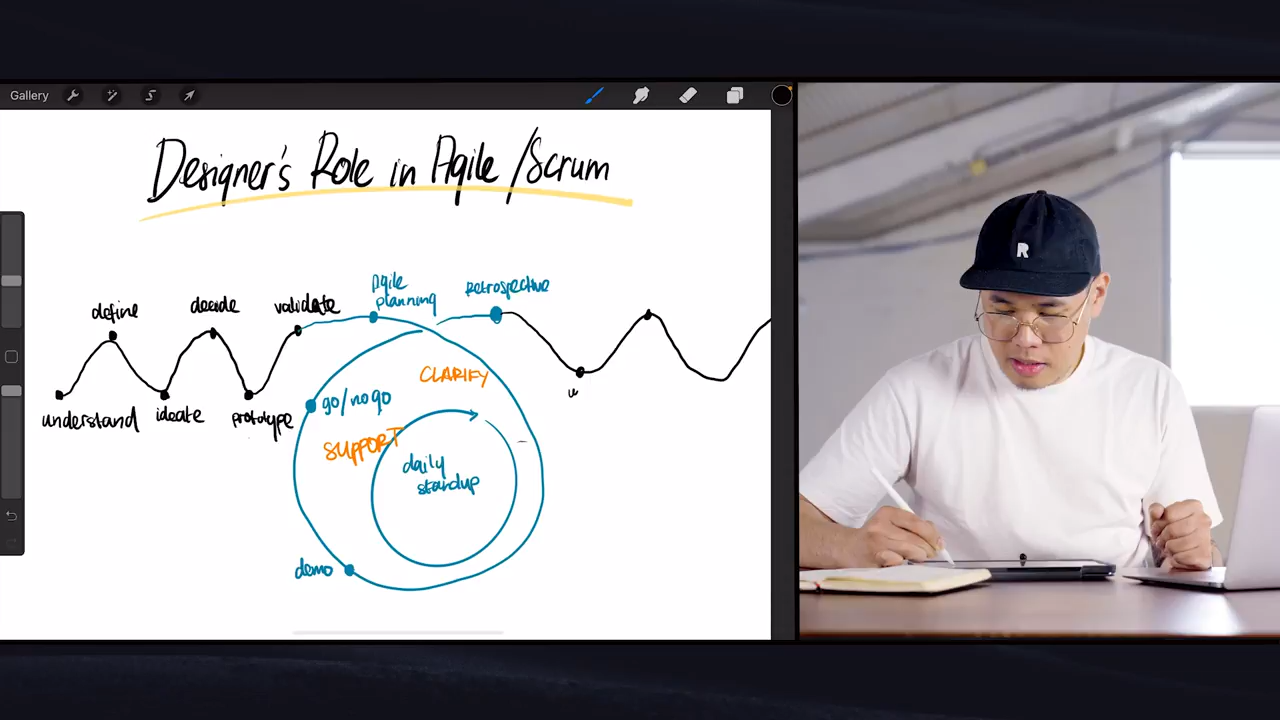 Gallery
Designer's Role in Agile/Scrum
define
decide
validate
Agile
planning
Retrospective
understand
ideate
prototype
go/no go
CLARIFY
SUPPORT
daily
standup
demo
u
R